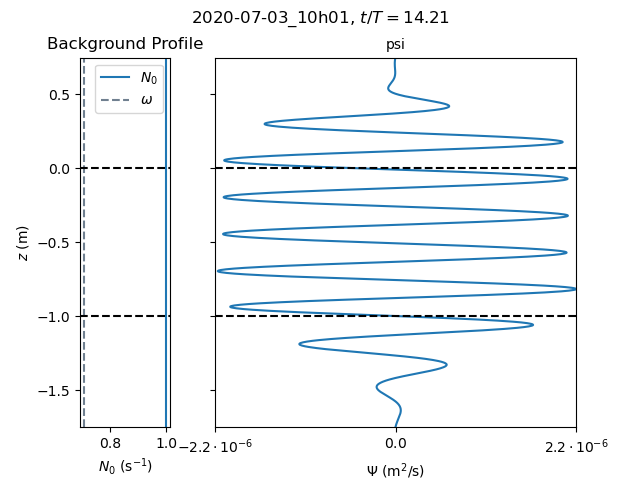 2020-07-03_10h01, t/T = 14.21
Background Profile
psi
N₀
ω
0.5
0.0
−0.5
−1.0
−1.5
z (m)
0.8 1.0
−2.2 · 10⁻⁶ 0.0 2.2 · 10⁻⁶
N₀ (s⁻¹)
Ψ (m²/s)